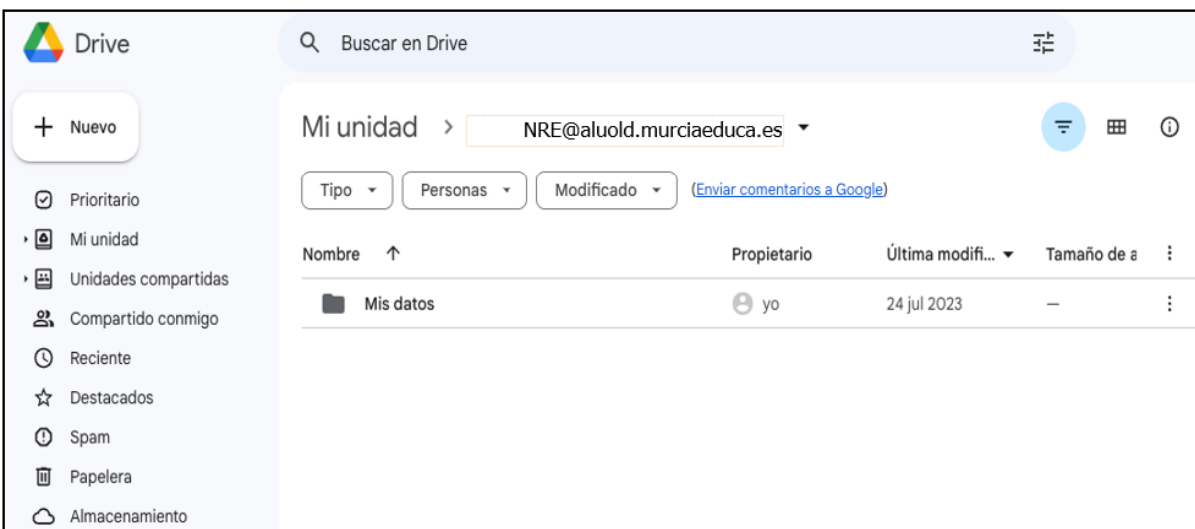 Drive
Buscar en Drive
Nuevo
Mi unidad > NRE@aluold.murciaeduca.es
Tipo Personas Modificado (Enviar comentarios a Google)
Prioritario
Mi unidad
Unidades compartidas
Compartido conmigo
Reciente
Destacados
Spam
Papelera
Almacenamiento
Nombre Propietario Última modifi... Tamaño de a
Mis datos yo 24 jul 2023 —